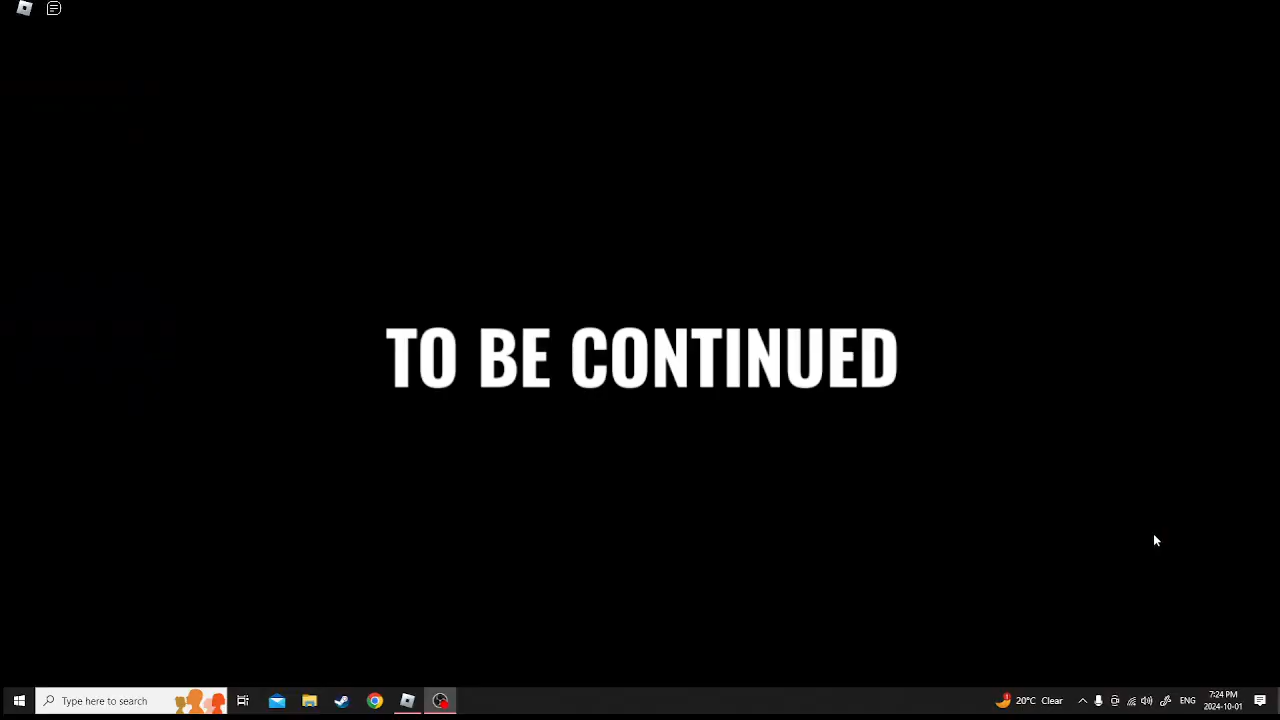 TO BE CONTINUED
Type here to search
20°C Clear
ENG
7:24 PM
2024-10-01